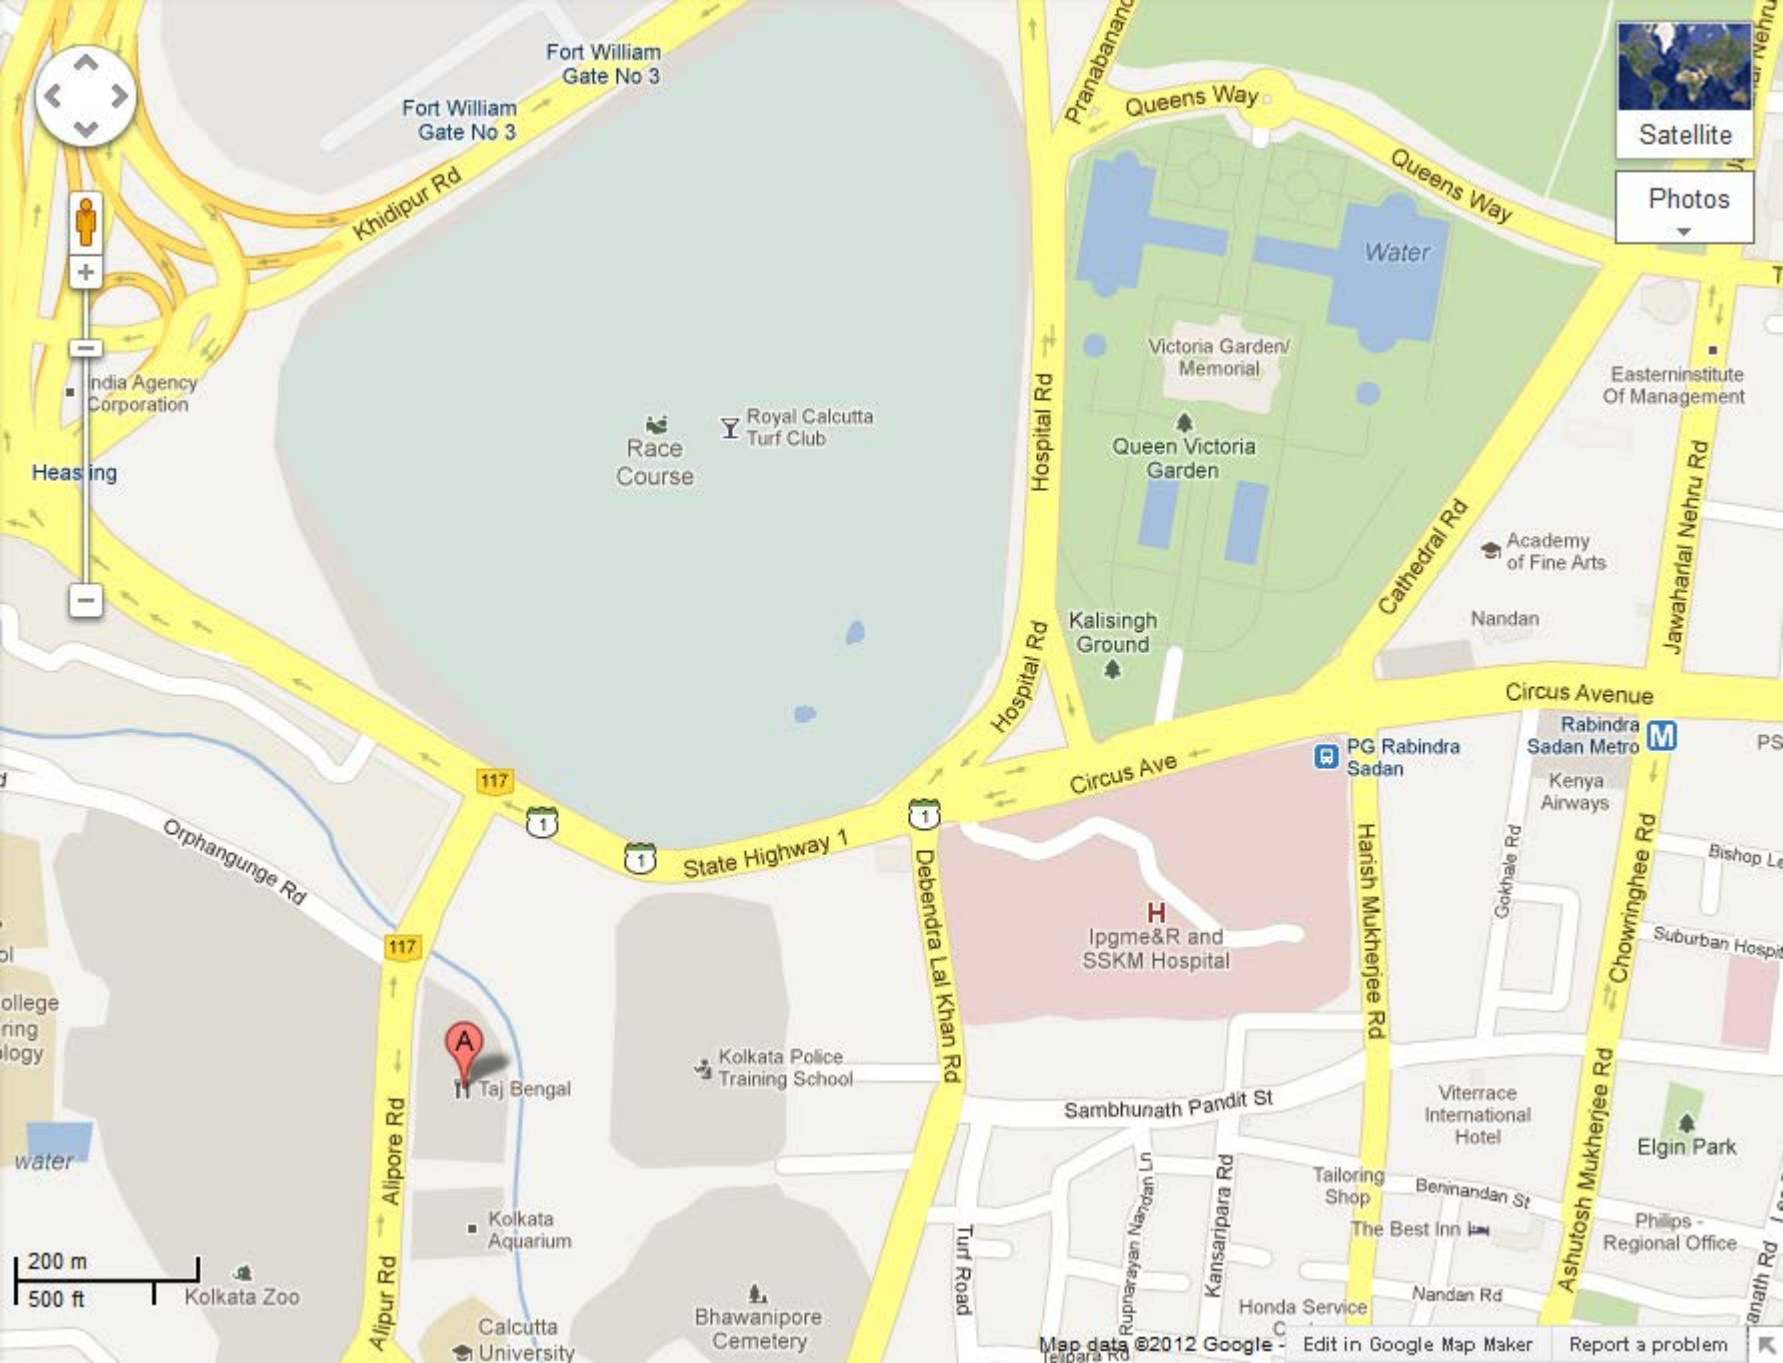 Fort William
Gate No 3
Fort William
Gate No 3
Khidipur Rd
Queens Way
Queens Way
Satellite
Photos
Water
Victoria Garden/
Memorial
Queen Victoria
Garden
Hospital Rd
Race
Course
Royal Calcutta
Turf Club
Corporation
Easterninstitute
Of Management
Jawaharlal Nehru Rd
Cathedral Rd
Academy
of Fine Arts
Nandan
Kalisingh
Ground
Hospital Rd
Circus Avenue
Rabindra
Sadan Metro
M
PG Rabindra
Sadan
Kenya
Airways
Circus Ave
117
1
1
1
State Highway 1
Orphangunge Rd
117
Debendra Lal Khan Rd
H
Ipgme&R and
SSKM Hospital
Harish Mukherjee Rd
Gokhale Rd
Chowringhee Rd
Bishop
Suburban
A
Taj Bengal
Kolkata Police
Training School
Sambhunath Pandit St
Viterrace
International
Hotel
Elgin Park
Ashutosh Mukherjee Rd
water
Alipore Rd
Kolkata
Aquarium
Alipur Rd
Kolkata Zoo
200 m
500 ft
Calcutta
University
Bhawanipore
Cemetery
Turf Road
Rupnarayan Nandan Ln
Kansaripara Rd
Tailoring
Shop
Beninandan St
The Best Inn
Philips -
Regional Office
Nandan Rd
Honda Service
Map data ©2012 Google -
Edit in Google Map Maker
Report a problem